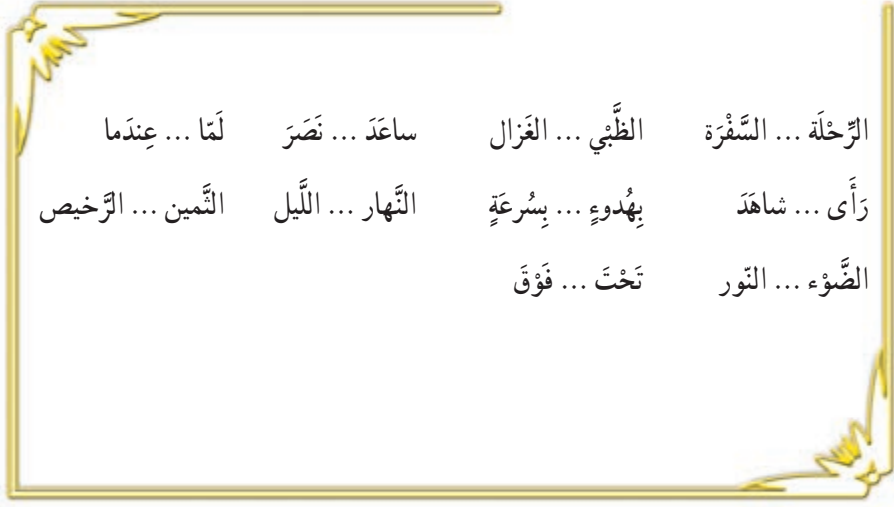 الرِّحْلَة ... السَّفْرَة الظَّبْي ... الغَزال ساعَدَ ... نَصَرَ لَمّا ... عِندَما
رَأَى ... شاهَدَ بِهُدوءٍ ... بِسُرعَةٍ النَّهار ... اللَّيل الثَّمين ... الرَّخيص
الضَّوْء ... النّور تَحْتَ ... فَوْقَ